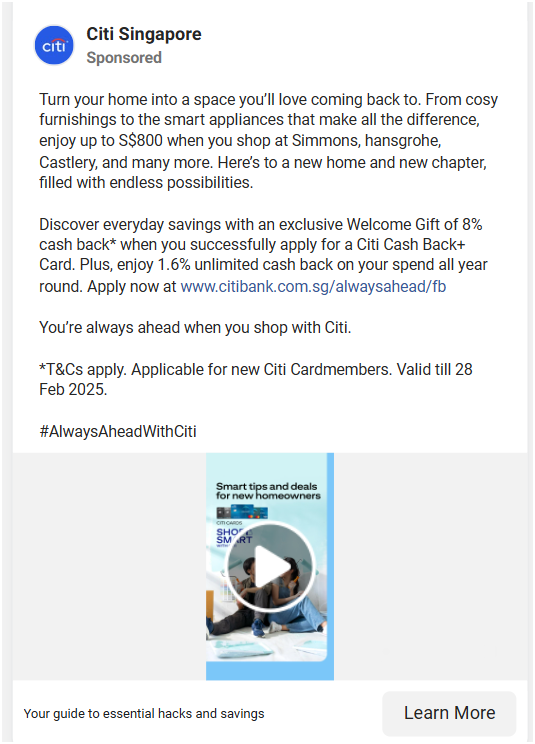 citi
Citi Singapore
Sponsored
Turn your home into a space you'll love coming back to. From cosy
furnishings to the smart appliances that make all the difference,
enjoy up to S$800 when you shop at Simmons, hansgrohe,
Castlery, and many more. Here's to a new home and new chapter,
filled with endless possibilities.
Discover everyday savings with an exclusive Welcome Gift of 8%
cash back* when you successfully apply for a Citi Cash Back+
Card. Plus, enjoy 1.6% unlimited cash back on your spend all year
round. Apply now at www.citibank.com.sg/alwaysahead/fb
You're always ahead when you shop with Citi.
*T&Cs apply. Applicable for new Citi Cardmembers. Valid till 28
Feb 2025.
#AlwaysAheadWithCiti
Smart tips and deals
for new homeowners
CITI CARDS
Your guide to essential hacks and savings
Learn More